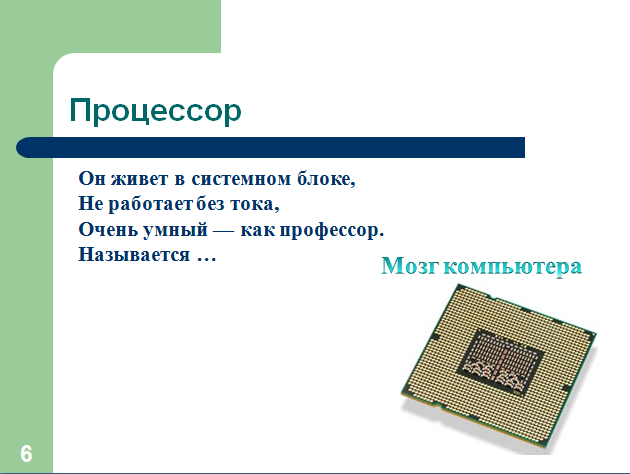 Процессор
Он живет в системном блоке,
Не работает без тока,
Очень умный — как профессор.
Называется …
Мозг компьютера
6